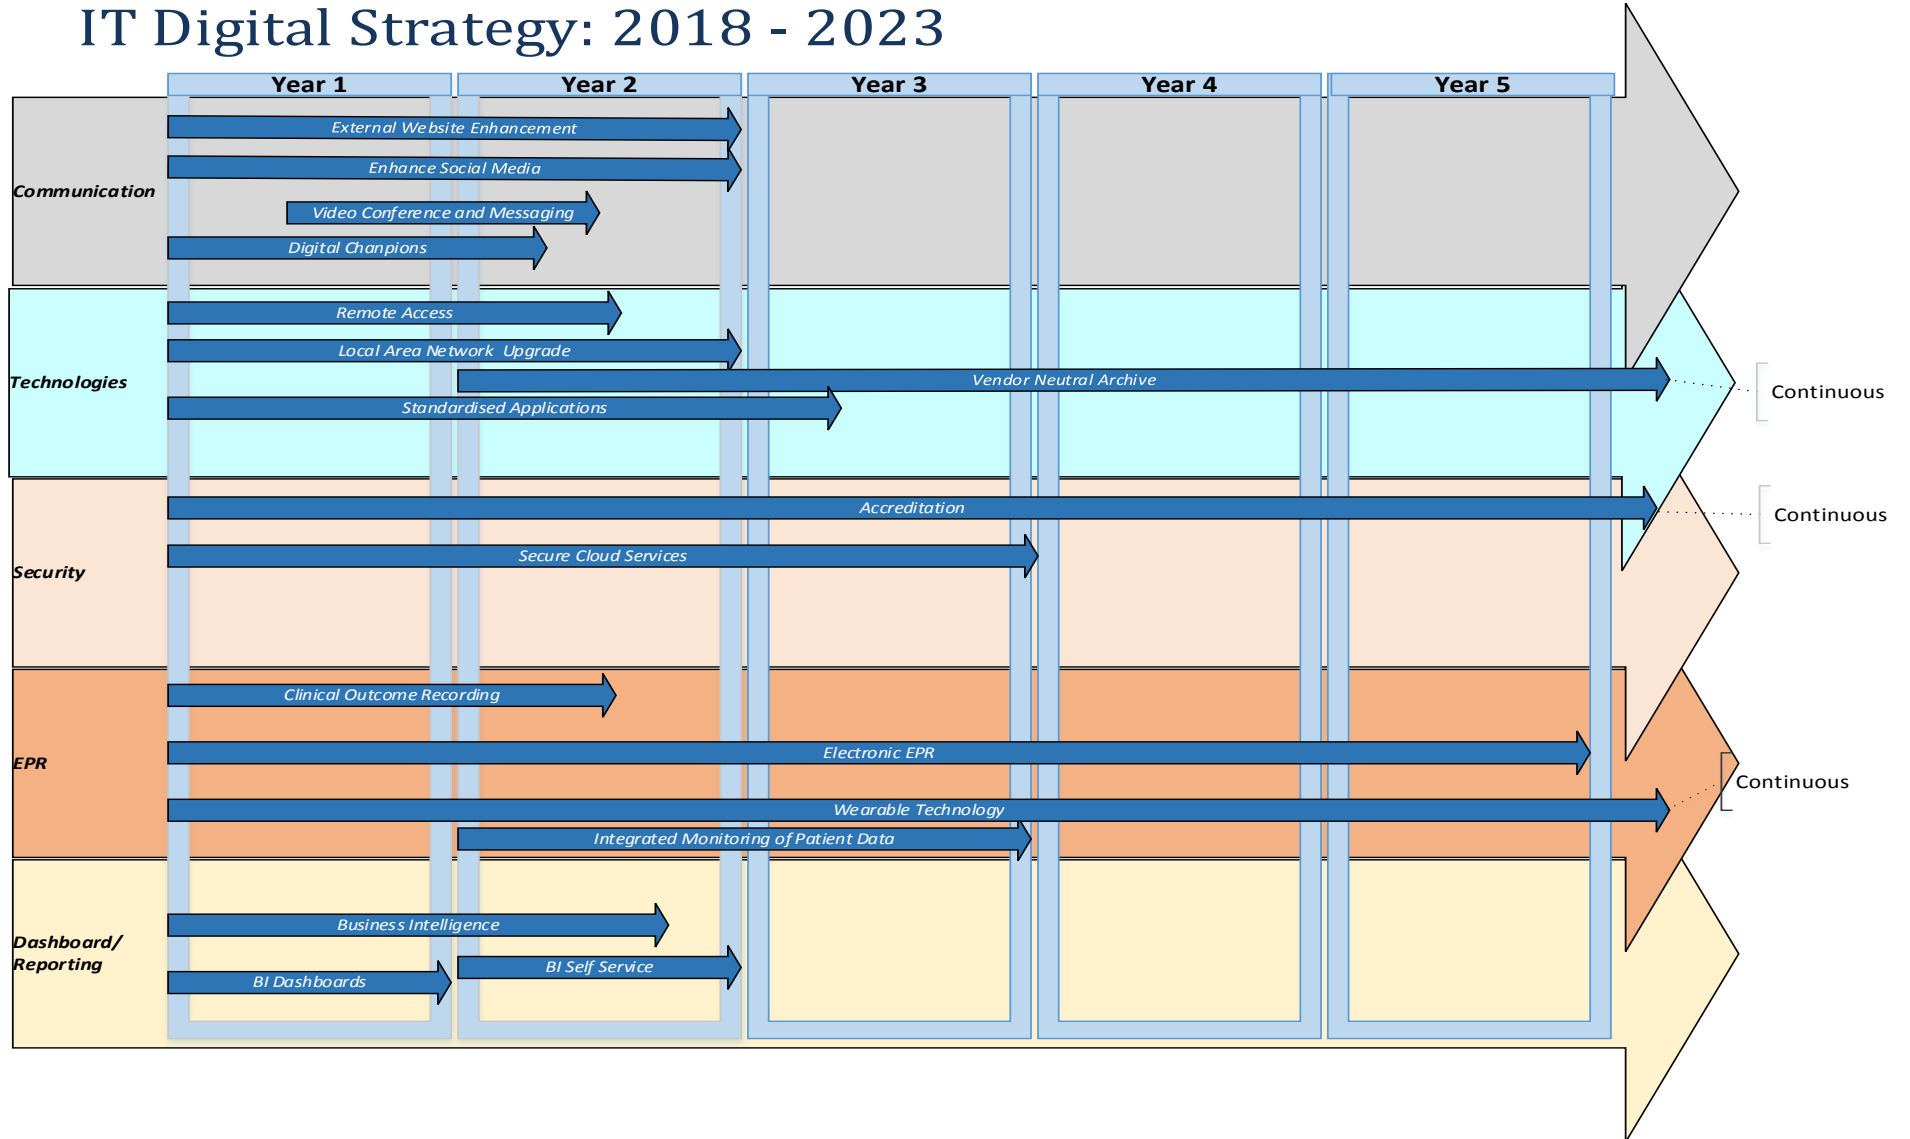 IT Digital Strategy: 2018 - 2023
Year 1
Year 2
Year 3
Year 4
Year 5
Communication
External Website Enhancement
Enhance Social Media
Video Conference and Messaging
Digital Chanpions
Technologies
Remote Access
Local Area Network Upgrade
Vendor Neutral Archive
Continuous
Standardised Applications
Security
Accreditation
Continuous
Secure Cloud Services
EPR
Clinical Outcome Recording
Electronic EPR
Wearable Technology
Continuous
Integrated Monitoring of Patient Data
Dashboard/
Reporting
Business Intelligence
BI Self Service
BI Dashboards